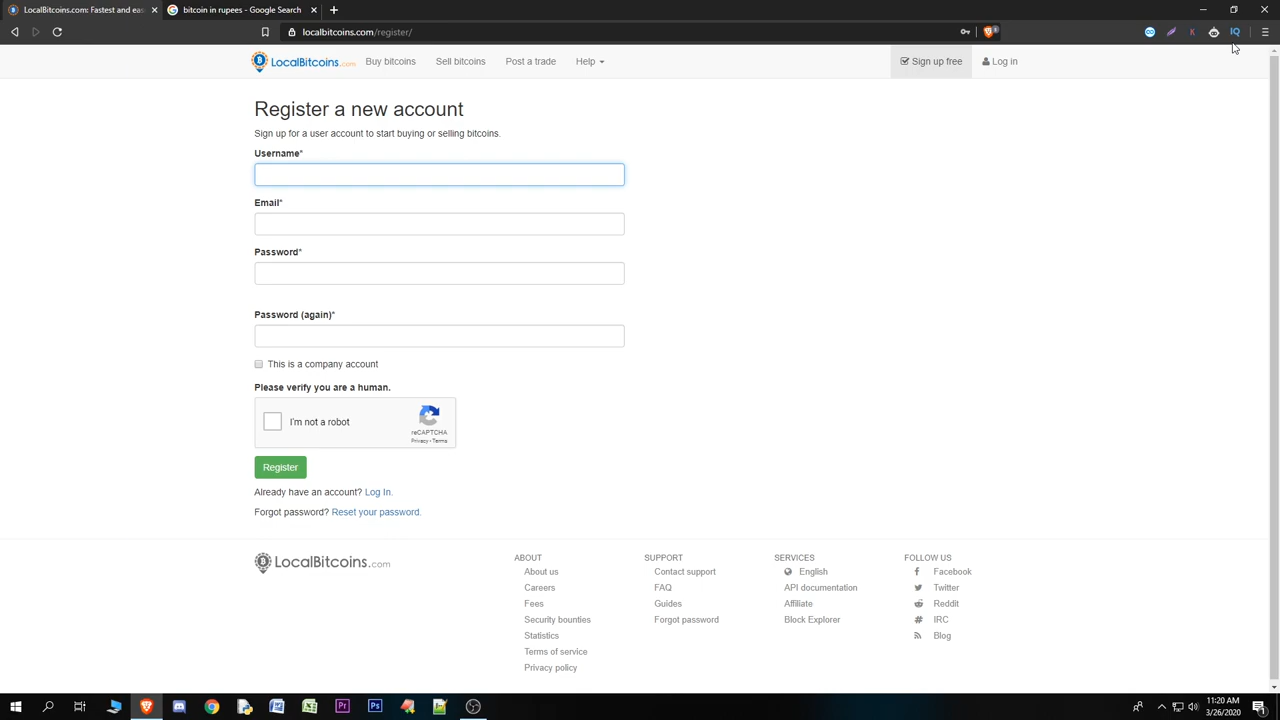 LocalBitcoins.com: Fastest and eas
bitcoin in rupees - Google Search
localbitcoins.com/register/
LocalBitcoins.com
Buy bitcoins
Sell bitcoins
Post a trade
Help
Sign up free
Log in
Register a new account
Sign up for a user account to start buying or selling bitcoins.
Username*
Email*
Password*
Password (again)*
This is a company account
Please verify you are a human.
I'm not a robot
reCAPTCHA
Privacy - Terms
Register
Already have an account? Log In.
Forgot password? Reset your password.
LocalBitcoins.com
ABOUT
About us
Careers
Fees
Security bounties
Statistics
Terms of service
Privacy policy
SUPPORT
Contact support
FAQ
Guides
Forgot password
SERVICES
English
API documentation
Affiliate
Block Explorer
FOLLOW US
Facebook
Twitter
Reddit
IRC
Blog
11:20 AM
3/26/2020